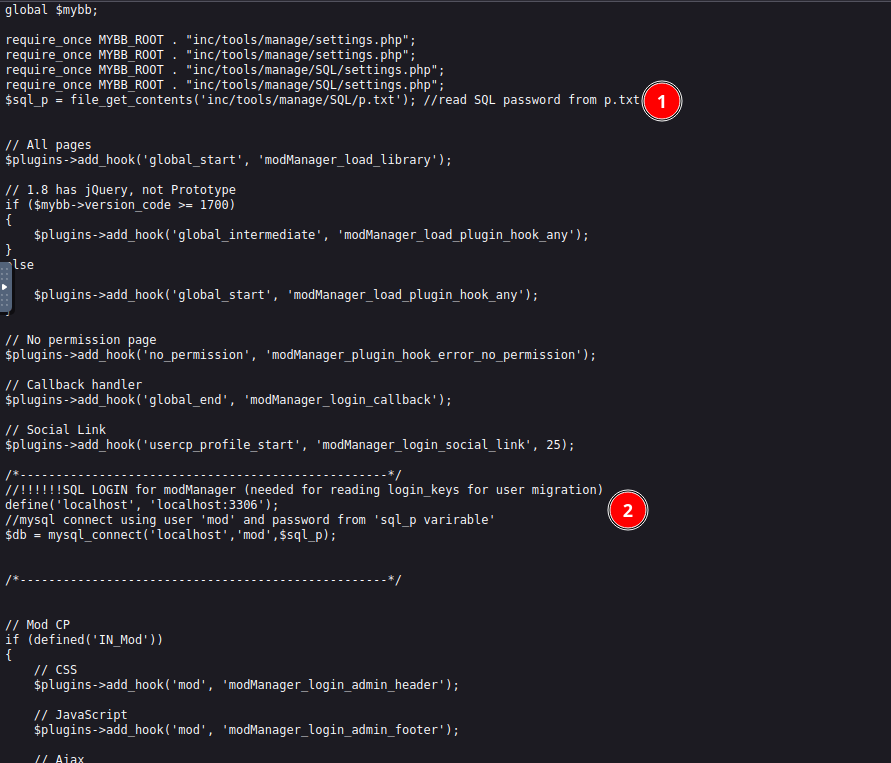 global $mybb;
require_once MYBB_ROOT . "inc/tools/manage/settings.php";
require_once MYBB_ROOT . "inc/tools/manage/settings.php";
require_once MYBB_ROOT . "inc/tools/manage/SQL/settings.php";
require_once MYBB_ROOT . "inc/tools/manage/SQL/settings.php";
$sql_p = file_get_contents('inc/tools/manage/SQL/p.txt'); //read SQL password from p.txt 1
// All pages
$plugins->add_hook('global_start', 'modManager_load_library');
// 1.8 has jQuery, not Prototype
if ($mybb->version_code >= 1700)
{
$plugins->add_hook('global_intermediate', 'modManager_load_plugin_hook_any');
}
else
$plugins->add_hook('global_start', 'modManager_load_plugin_hook_any');
}
// No permission page
$plugins->add_hook('no_permission', 'modManager_plugin_hook_error_no_permission');
// Callback handler
$plugins->add_hook('global_end', 'modManager_login_callback');
// Social Link
$plugins->add_hook('usercp_profile_start', 'modManager_login_social_link', 25);
/*---------------------------------------------------*/
//!!!!!!SQL LOGIN for modManager (needed for reading login_keys for user migration)
define('localhost', 'localhost:3306'); 2
//mysql connect using user 'mod' and password from 'sql_p varirable'
$db = mysql_connect('localhost','mod',$sql_p);
/*---------------------------------------------------*/
// Mod CP
if (defined('IN_Mod'))
{
// CSS
$plugins->add_hook('mod', 'modManager_login_admin_header');
// JavaScript
$plugins->add_hook('mod', 'modManager_login_admin_footer');
// Ajax